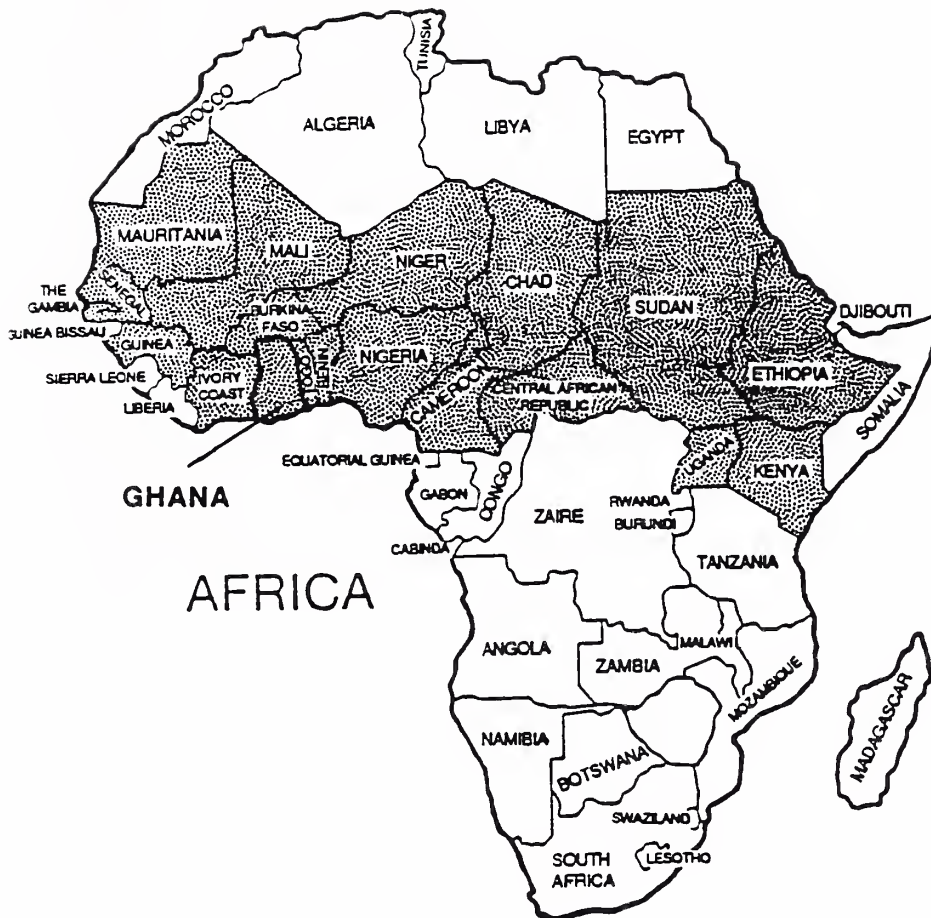 TUNISIA
MOROCCO
ALGERIA
LIBYA
EGYPT
MAURITANIA
MALI
NIGER
CHAD
SUDAN
THE
GAMBIA
SENEGAL
BURKINA
FASO
DJIBOUTI
GUINEA BISSAU
GUINEA
NIGERIA
ETHIOPIA
SIERRA LEONE
IVORY
COAST
TOGO
CAMEROON
CENTRAL AFRICAN
REPUBLIC
SOMALIA
LIBERIA
EQUATORIAL GUINEA
UGANDA
KENYA
GHANA
GABON
CONGO
ZAIRE
RWANDA
BURUNDI
CABINDA
TANZANIA
AFRICA
ANGOLA
ZAMBIA
MALAWI
MOZAMBIQUE
MADAGASCAR
NAMIBIA
BOTSWANA
SWAZILAND
SOUTH
AFRICA
LESOTHO